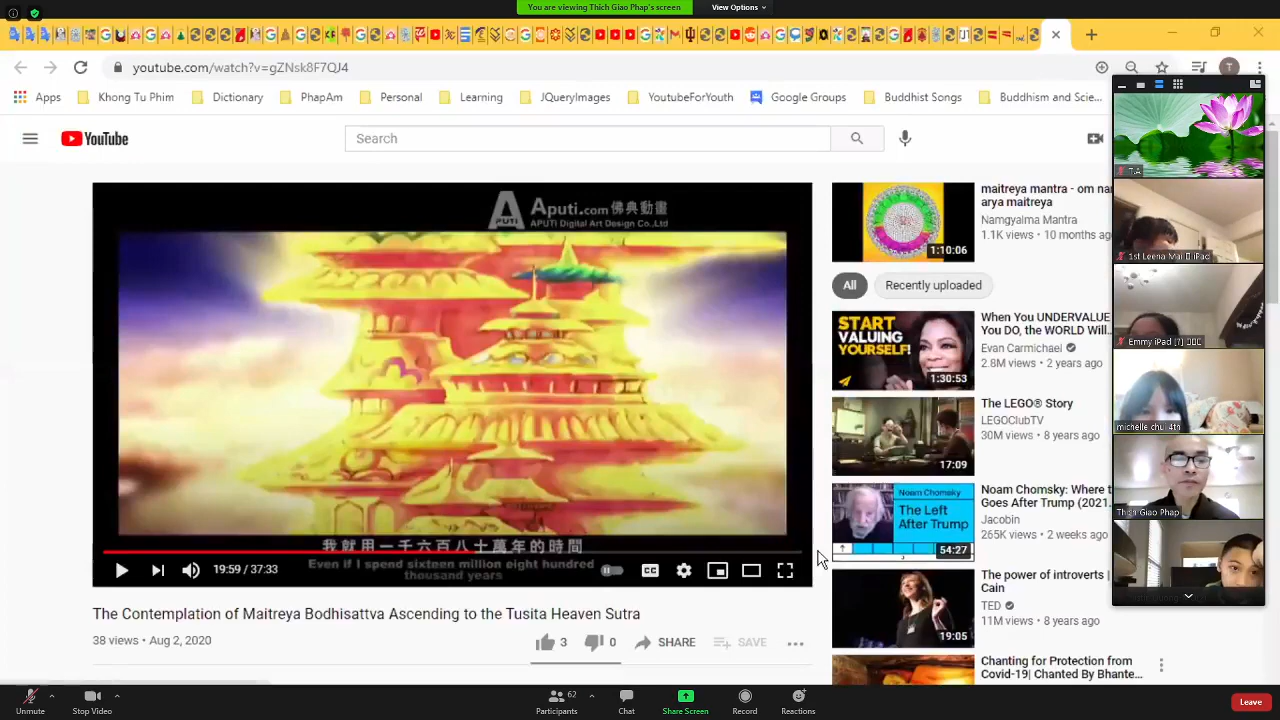 You are viewing Thich Giao Phap's screen
View Options
youtube.com/watch?v=gZNsk8F7QJ4
T
Apps
Khong Tu Phim
Dictionary
PhapAm
Personal
Learning
JQueryImages
YoutubeForYouth
Google Groups
Buddhist Songs
Buddhism and Scie...
YouTube
Search
APUTi
Aputi.com 佛典動畫
APUTi Digital Art Design Co.,Ltd
我就用一千六百八十萬年的時間
Even if I spend sixteen million eight hundred
thousand years
19:59 / 37:33
CC
The Contemplation of Maitreya Bodhisattva Ascending to the Tusita Heaven Sutra
38 views • Aug 2, 2020
3
0
SHARE
SAVE
maitreya mantra - om
arya maitreya
Namgyalma Mantra
1.1K views • 10 months
1:10:06
All
Recently uploaded
START
VALUING
YOURSELF!
1:30:53
When You UNDERVALUE
You DO, the WORLD Will
Evan Carmichael
2.8M views • 2 years ago
17:09
The LEGO® Story
LEGOClubTV
30M views • 8 years ago
Noam Chomsky
The Left
After Trump
54:27
Noam Chomsky: Where
Goes After Trump (2021
Jacobin
265K views • 2 weeks ago
19:05
The power of introverts |
Cain
TED
11M views • 8 years ago
Chanting for Protection from
Covid-19| Chanted By Bhante...
T.A
1st Leena Mai iPad
Emmy iPad
michelle chui 4th
Thich Giao Phap
Unmute
Stop Video
Participants
62
Chat
Share Screen
Record
Reactions
Leave